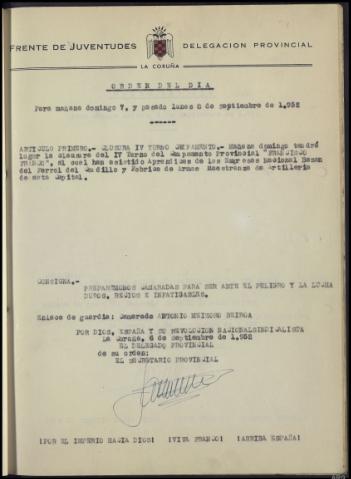 FRENTE DE JUVENTUDES DELEGACION PROVINCIAL
LA CORUÑA
ORDEN DEL DIA
Para mañana domingo 7, y pasado lunes 8 de septiembre de 1,952
ARTICULO PRIMERO.- CLAUSURA IV TURNO CAMPAMENTO.- Mañana domingo tendrá
lugar la clausura del IV Turno del Campamento Provincial "FRANCISCO
FRANCO", al cual han asistido Aprendices de las Empresas Nacional Bazan
del Ferrol del Caudillo y Fabrica de Armas Maestranza de Artilleria
de esta Capital.
CONSIGNA.-
PREPAREMONOS CAMARADAS PARA SER ANTE EL PELIGRO Y LA LUCHA
DUROS, RECIOS E INFATIGABLES.
Enlace de guardia: Camarada ANTONIO NEIRA
POR DIOS, ESPAÑA Y SU REVOLUCION NACIONALSINDICALISTA
La Coruña, 6 de septiembre de 1,952
EL DELEGADO PROVINCIAL
de su orden:
EL SECRETARIO PROVINCIAL
¡POR EL IMPERIO HACIA DIOS! ¡VIVA FRANCO! ¡ARRIBA ESPAÑA!